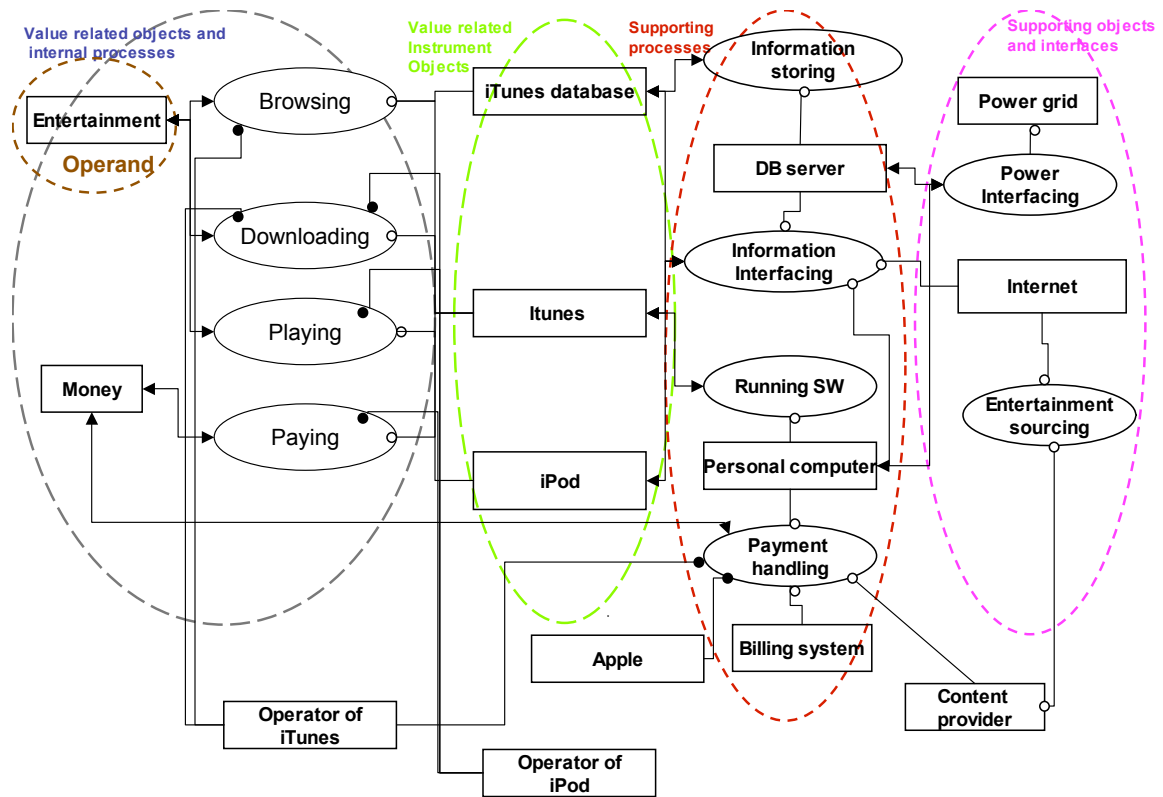 Value related objects and
internal processes
Value related
Instrument
Objects
Supporting
processes
Supporting objects
and interfaces
Entertainment
Operand
Browsing
iTunes database
Information
storing
Power grid
DB server
Power
Interfacing
Downloading
Information
Interfacing
Internet
Playing
Itunes
Money
Running SW
Entertainment
sourcing
Paying
iPod
Personal computer
Payment
handling
Apple
Billing system
Content
provider
Operator of
iTunes
Operator of
iPod